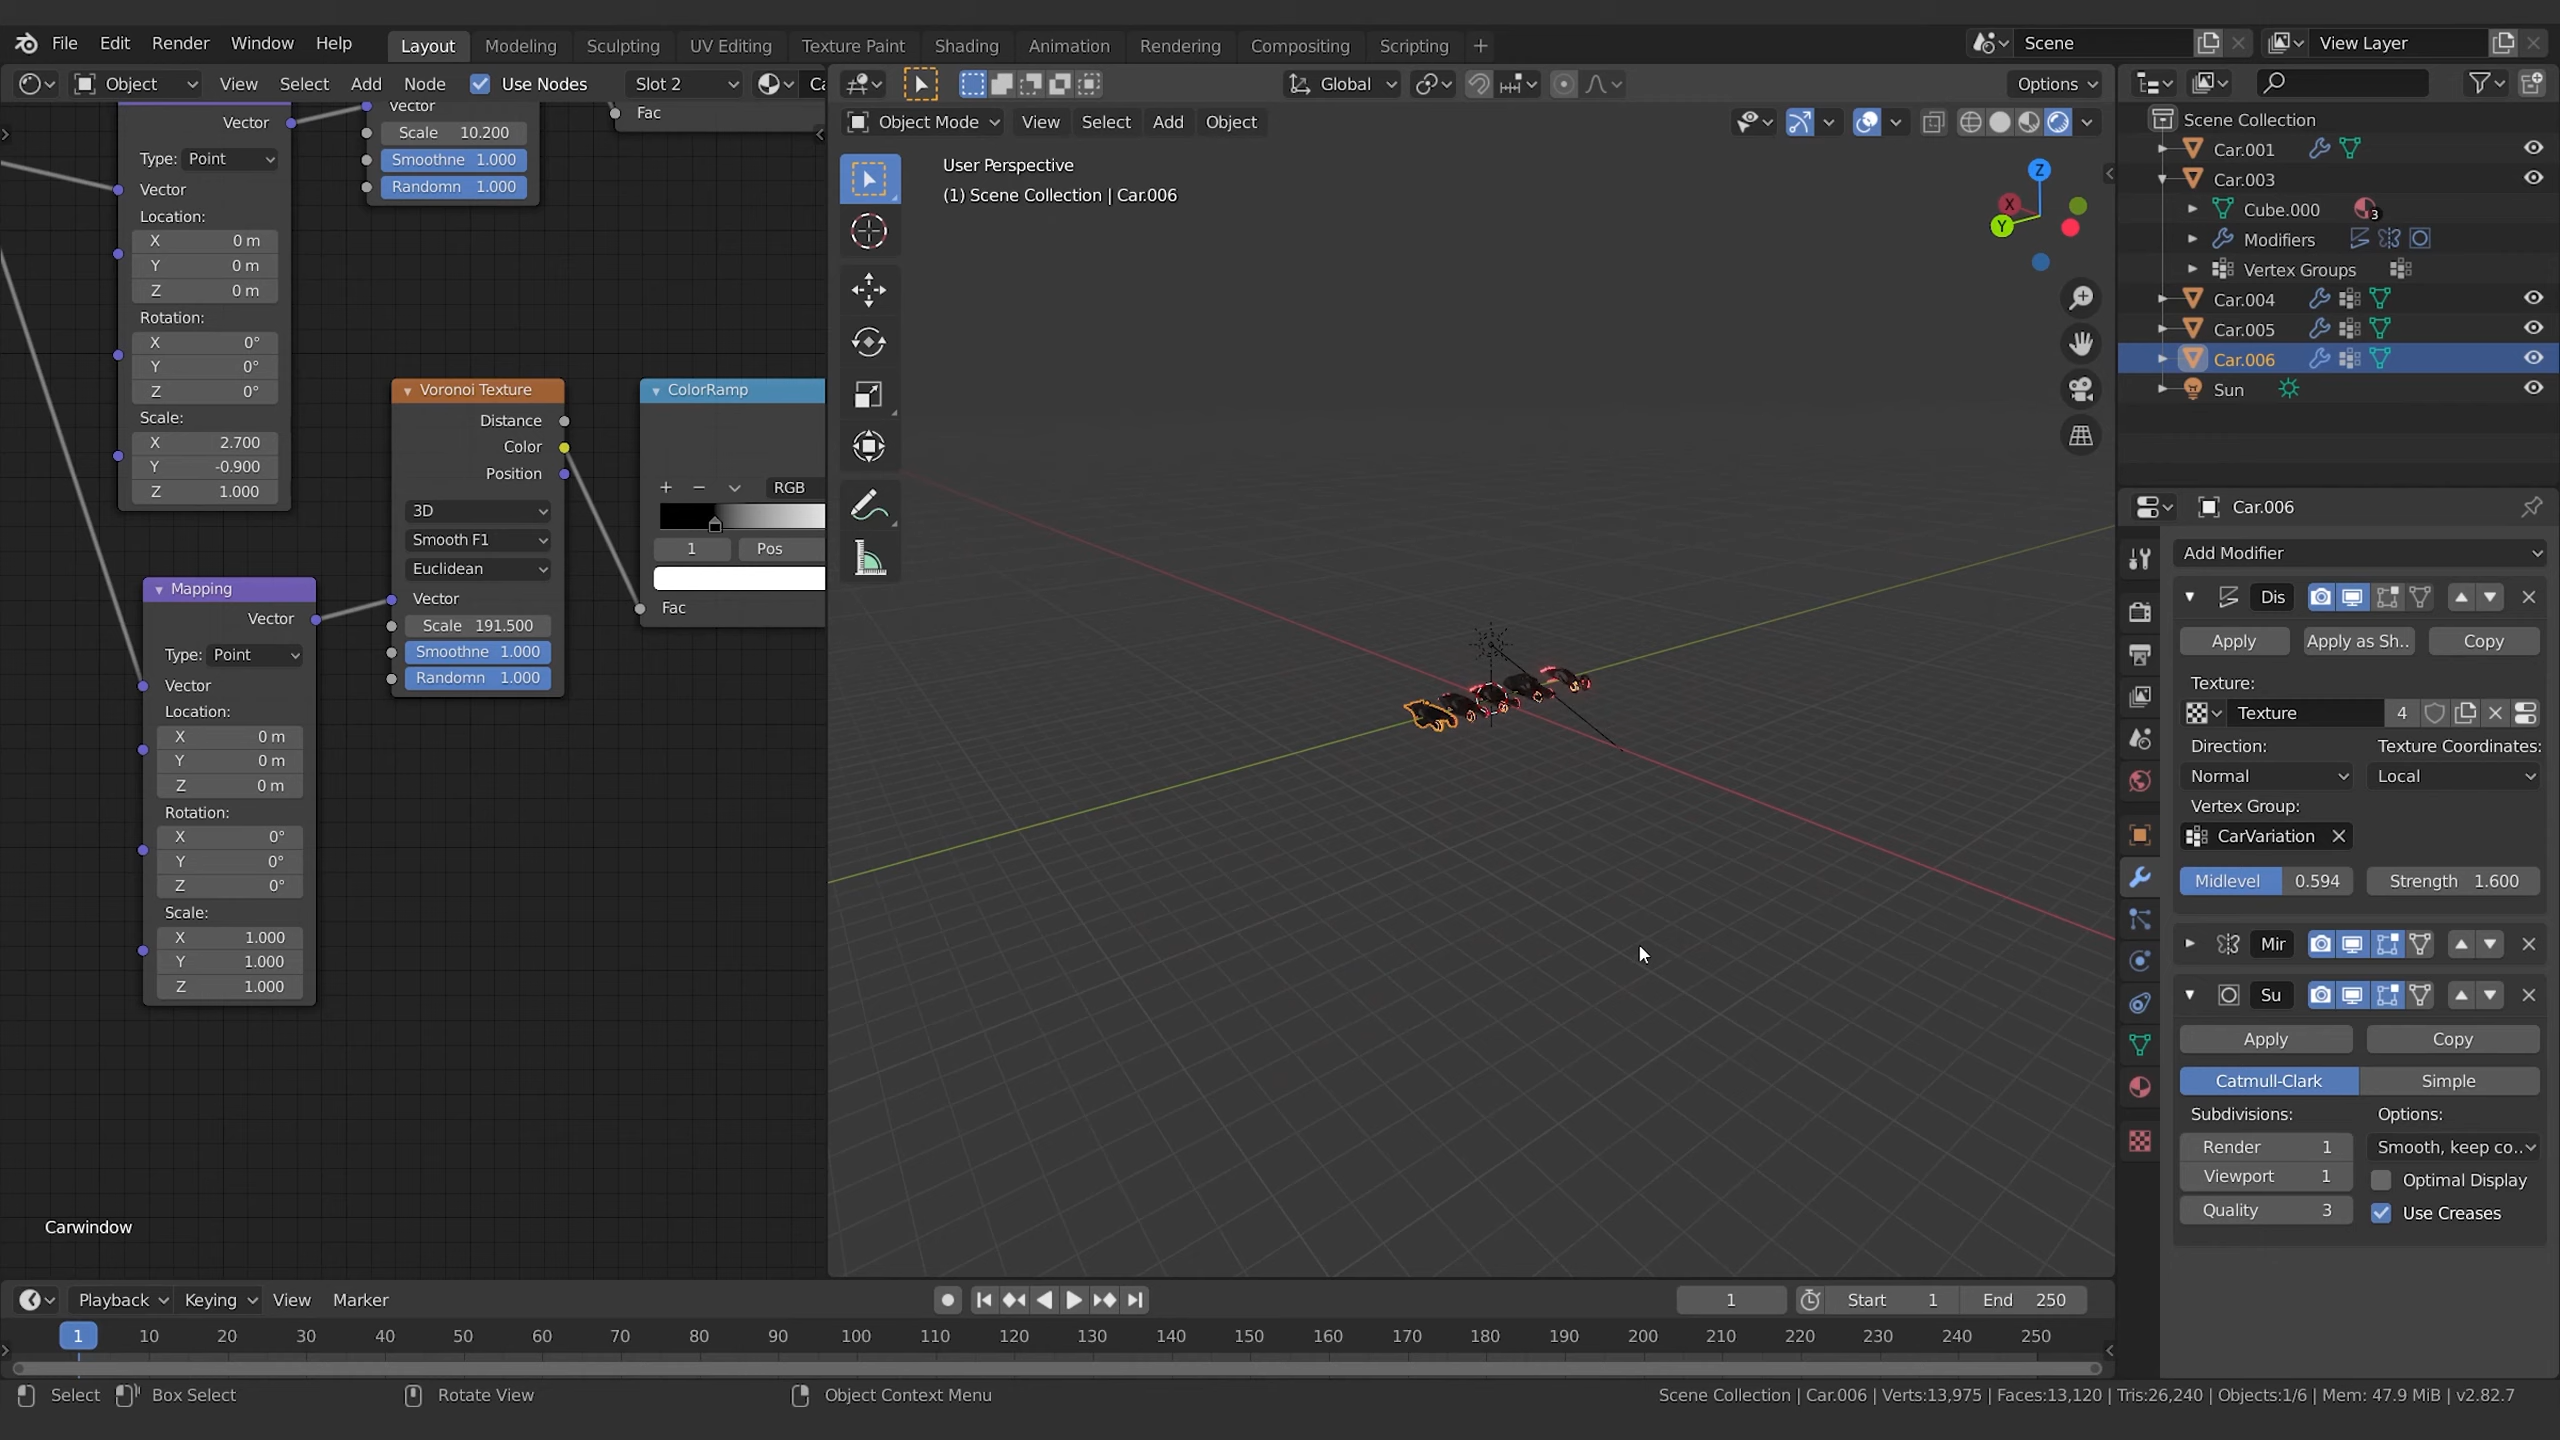 File Edit Render Window Help Layout Modeling Sculpting UV Editing Texture Paint Shading Animation Rendering Compositing Scripting + Scene View Layer
Object View Select Add Node Use Nodes Slot 2 Global Options
Object Mode View Select Add Object
User Perspective
(1) Scene Collection | Car.006
Z
X
Y
Vector
Scale 10.200
Smoothne 1.000
Randomn 1.000
Fac
Vector
Type: Point
Vector
Location:
X 0 m
Y 0 m
Z 0 m
Rotation:
X 0°
Y 0°
Z 0°
Scale:
X 2.700
Y -0.900
Z 1.000
Voronoi Texture
Distance
Color
Position
3D
Smooth F1
Euclidean
Vector
Scale 191.500
Smoothne 1.000
Randomn 1.000
ColorRamp
+ − RGB
1 Pos
Fac
Mapping
Vector
Type: Point
Vector
Location:
X 0 m
Y 0 m
Z 0 m
Rotation:
X 0°
Y 0°
Z 0°
Scale:
X 1.000
Y 1.000
Z 1.000
Carwindow
Scene Collection
Car.001
Car.003
Cube.000 3
Modifiers
Vertex Groups
Car.004
Car.005
Car.006
Sun
Car.006
Add Modifier
Dis
Apply Apply as Sh.. Copy
Texture:
Texture 4
Direction: Texture Coordinates:
Normal Local
Vertex Group:
CarVariation
Midlevel 0.594 Strength 1.600
Mir
Su
Apply Copy
Catmull-Clark Simple
Subdivisions: Options:
Render 1 Smooth, keep co..
Viewport 1 Optimal Display
Quality 3 Use Creases
Playback Keying View Marker 1 Start 1 End 250
1 10 20 30 40 50 60 70 80 90 100 110 120 130 140 150 160 170 180 190 200 210 220 230 240 250
Select Box Select Rotate View Object Context Menu Scene Collection | Car.006 | Verts:13,975 | Faces:13,120 | Tris:26,240 | Objects:1/6 | Mem: 47.9 MiB | v2.82.7